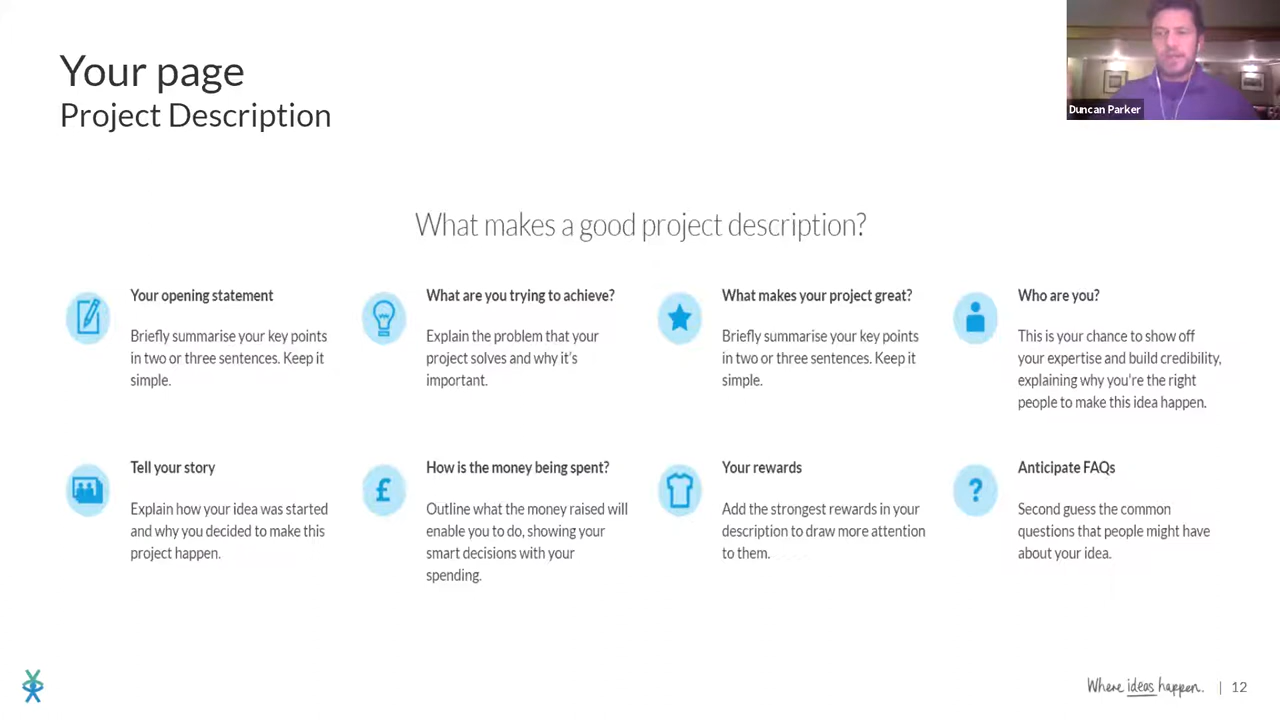 Your page
Project Description
Duncan Parker
What makes a good project description?
Your opening statement
Briefly summarise your key points
in two or three sentences. Keep it
simple.
What are you trying to achieve?
Explain the problem that your
project solves and why it's
important.
What makes your project great?
Briefly summarise your key points
in two or three sentences. Keep it
simple.
Who are you?
This is your chance to show off
your expertise and build credibility,
explaining why you're the right
people to make this idea happen.
Tell your story
Explain how your idea was started
and why you decided to make this
project happen.
How is the money being spent?
£
Outline what the money raised will
enable you to do, showing your
smart decisions with your
spending.
Your rewards
Add the strongest rewards in your
description to draw more attention
to them.
Anticipate FAQs
?
Second guess the common
questions that people might have
about your idea.
Where ideas happen. | 12